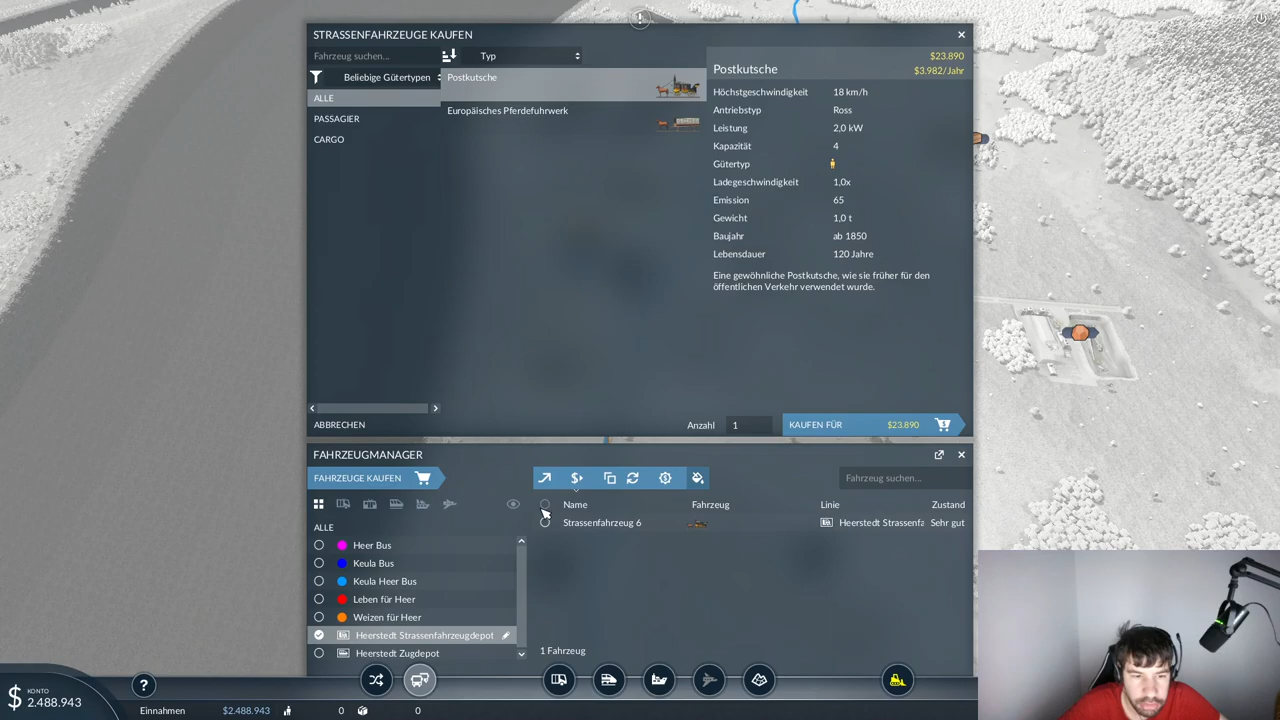 STRASSENFAHRZEUGE KAUFEN
Fahrzeug suchen...
Typ
Beliebige Gütertypen
ALLE
PASSAGIER
CARGO
Postkutsche
Europäisches Pferdefuhrwerk
$23.890
Postkutsche
$3.982/Jahr
Höchstgeschwindigkeit 18 km/h
Antriebstyp Ross
Leistung 2,0 kW
Kapazität 4
Gütertyp
Ladegeschwindigkeit 1,0x
Emission 65
Gewicht 1,0 t
Baujahr ab 1850
Lebensdauer 120 Jahre
Eine gewöhnliche Postkutsche, wie sie früher für den
öffentlichen Verkehr verwendet wurde.
ABBRECHEN
Anzahl 1
KAUFEN FÜR $23.890
FAHRZEUGMANAGER
FAHRZEUGE KAUFEN
Fahrzeug suchen...
Name Fahrzeug Linie Zustand
Strassenfahrzeug 6 Heerstedt Strassenfa Sehr gut
ALLE
Heer Bus
Keula Bus
Keula Heer Bus
Leben für Heer
Weizen für Heer
Heerstedt Strassenfahrzeugdepot
Heerstedt Zugdepot
1 Fahrzeug
$ KONTO
2.488.943
?
Einnahmen $2.488.943 0 0